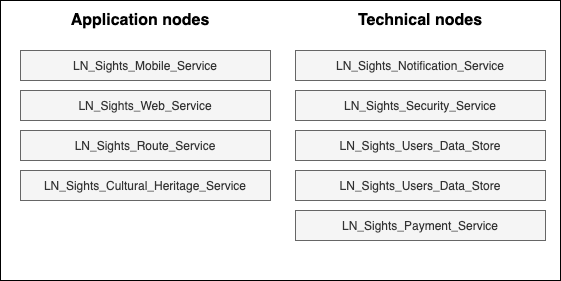 Application nodes
LN_Sights_Mobile_Service
LN_Sights_Web_Service
LN_Sights_Route_Service
LN_Sights_Cultural_Heritage_Service
Technical nodes
LN_Sights_Notification_Service
LN_Sights_Security_Service
LN_Sights_Users_Data_Store
LN_Sights_Users_Data_Store
LN_Sights_Payment_Service